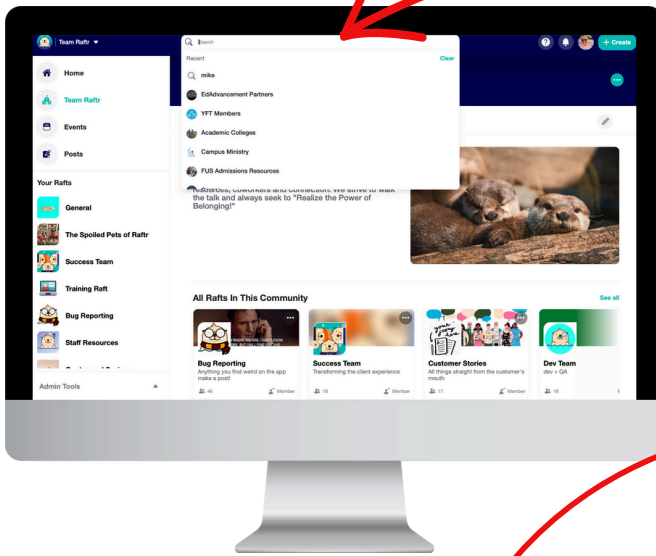 Team Raftr
Search
+ Create
Recent
Clear
mike
EdAdvancement Partners
YFT Members
Academic Colleges
Campus Ministry
FUS Admissions Resources
Home
Team Raftr
Events
Posts
Your Rafts
General
The Spoiled Pets of Raftr
Success Team
Training Raft
Bug Reporting
Staff Resources
Admin Tools
resources, coworkers and connection. We strive to walk
the talk and always seek to "Realize the Power of
Belonging!"
All Rafts In This Community
See all
Bug Reporting
Anything you find weird on the app
make a post!
46
Member
Success Team
Transforming the client experience
18
Member
your
story
Customer Stories
All things straight from the customer's
mouth
17
Member
Dev Team
dev + QA
18